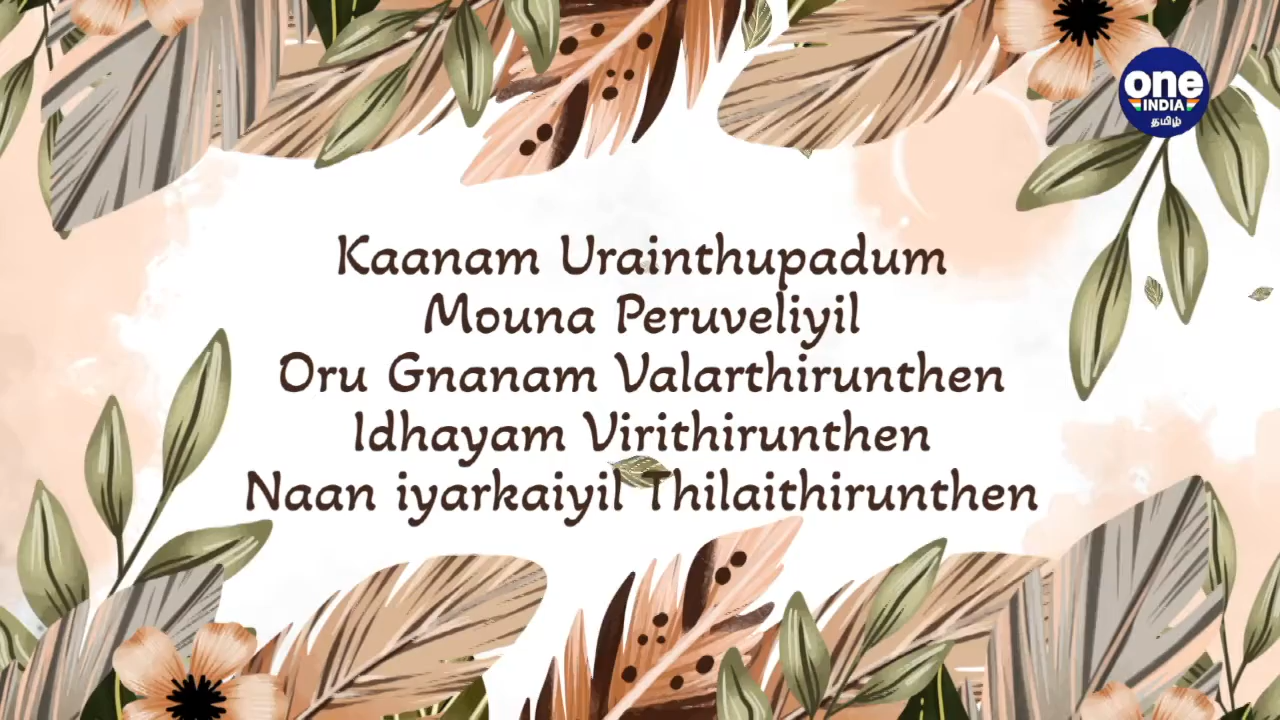 one
INDIA
தமிழ்
Kaanam Urainthupadum
Mouna Peruveliyil
Oru Gnanam Valarthirunthen
Idhayam Virithirunthen
Naan iyarkaiyil Thilaithirunthen